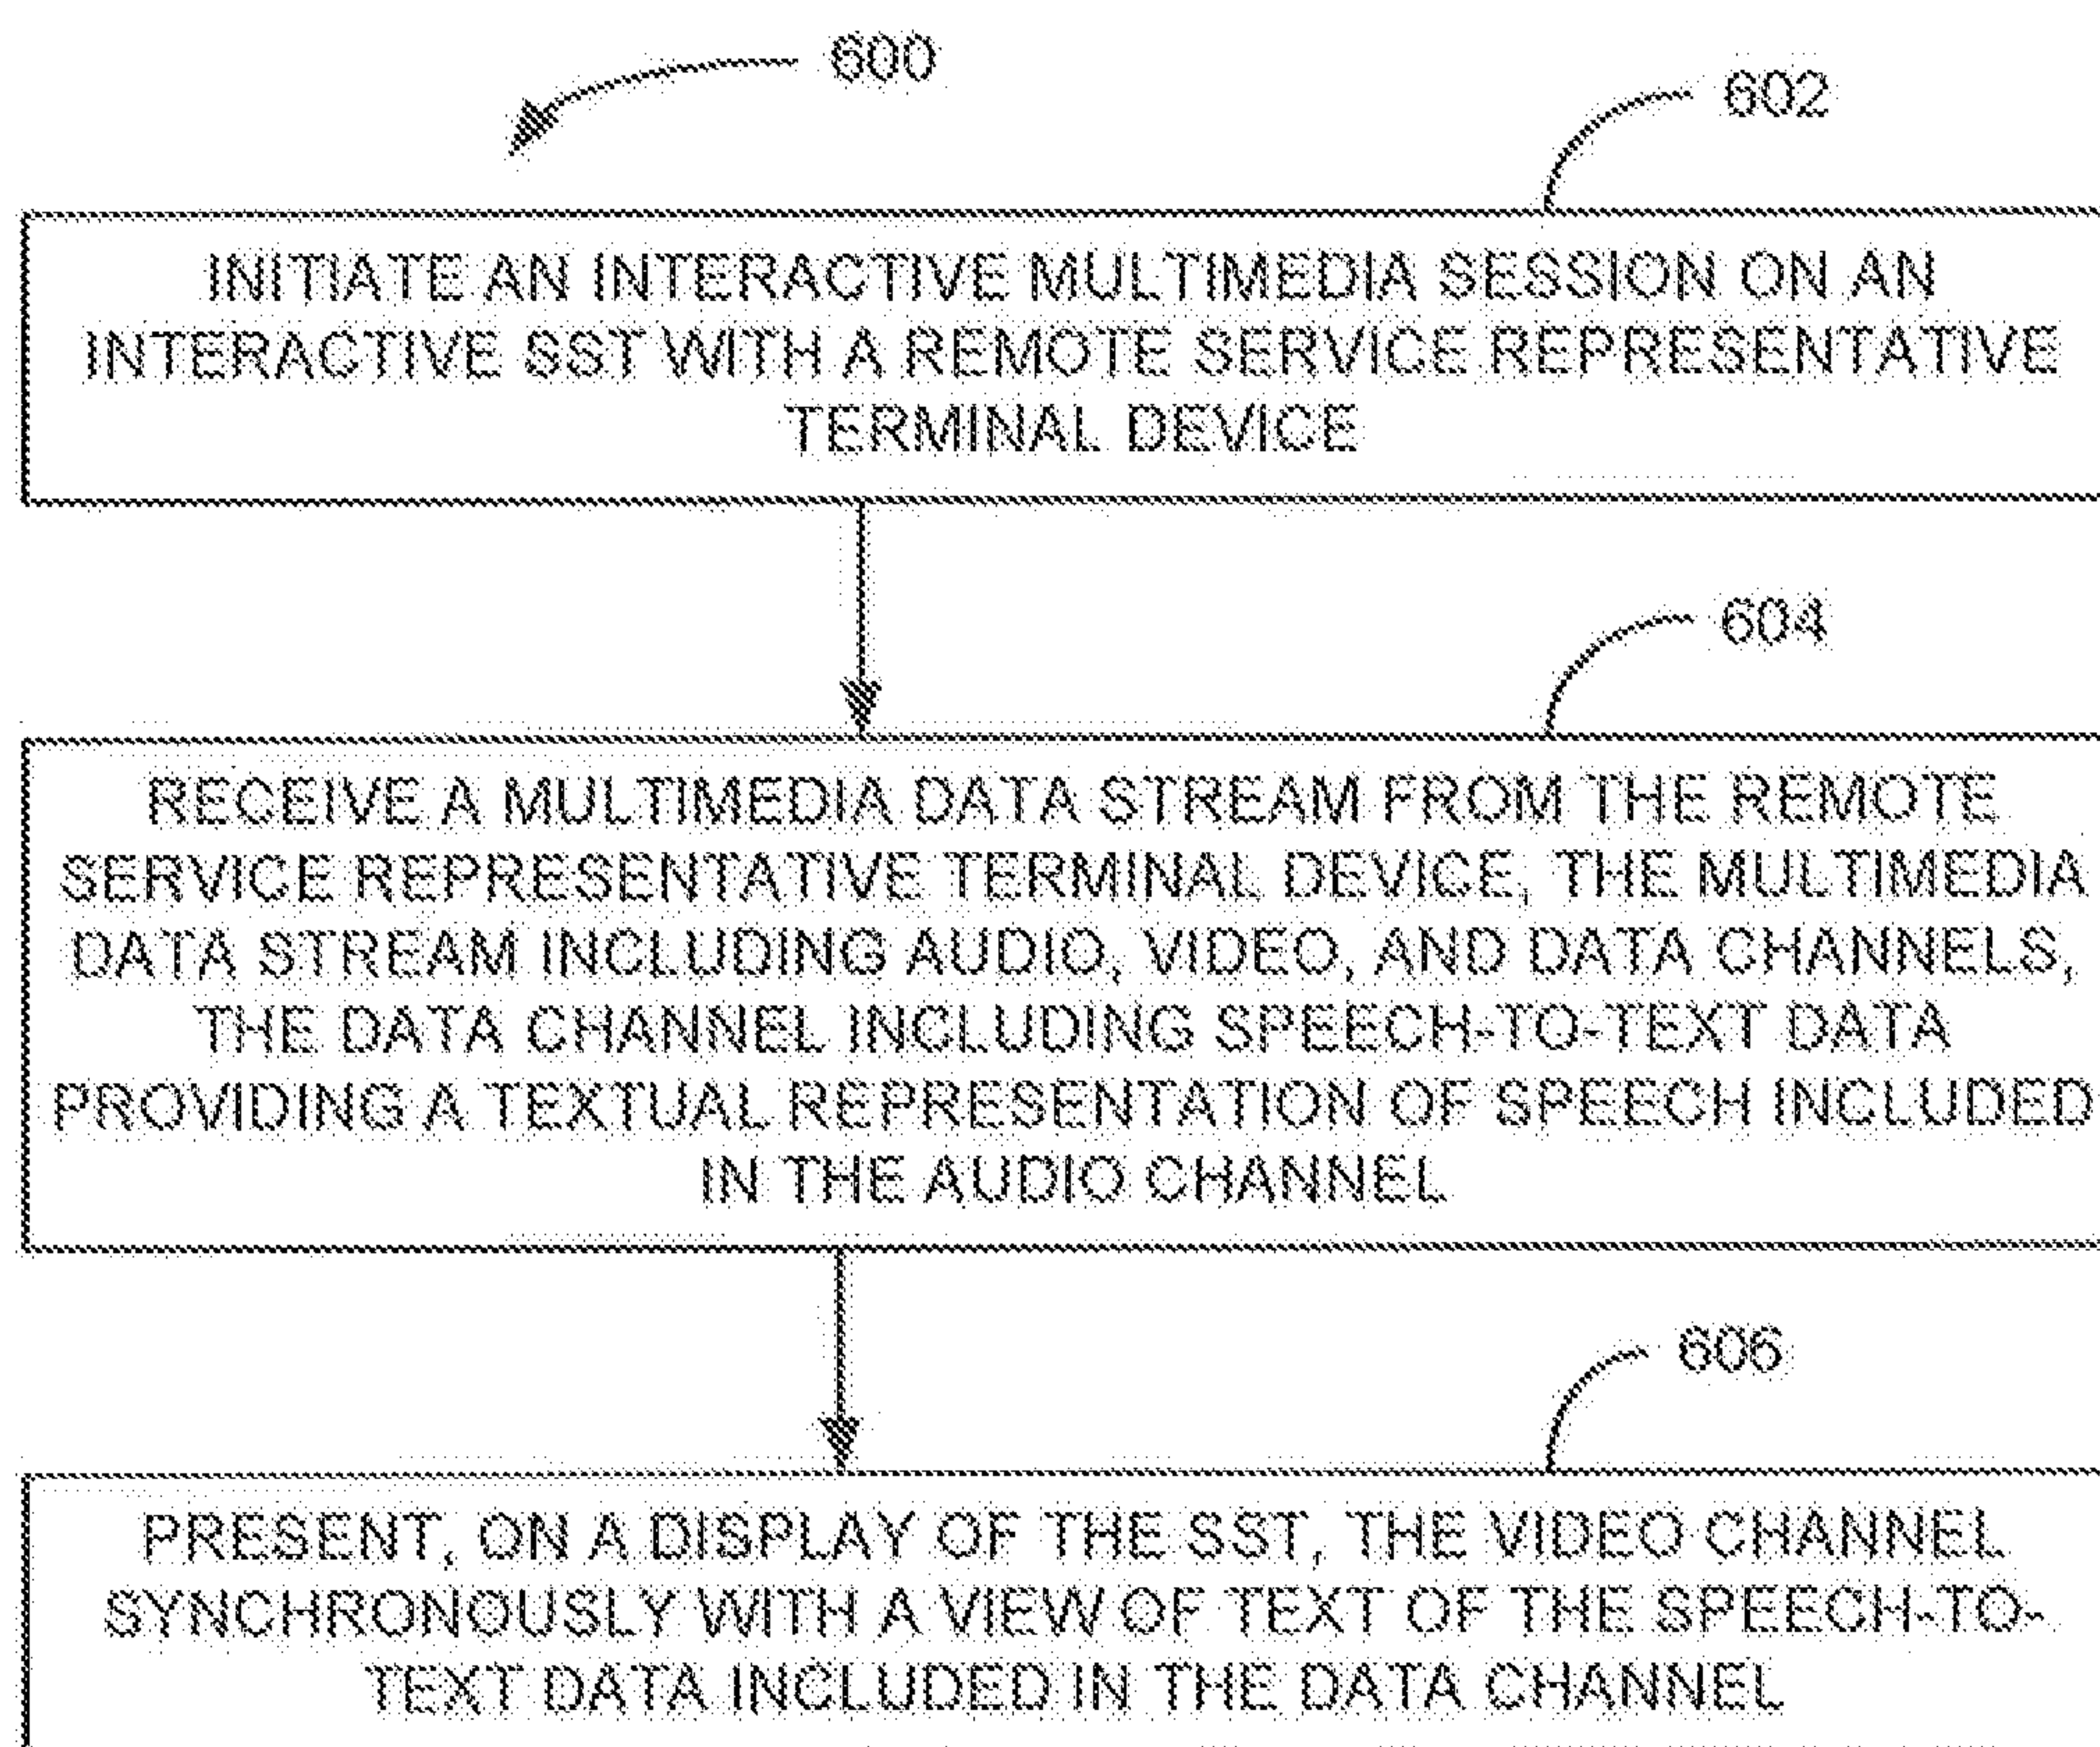 600
602
INITIATE AN INTERACTIVE MULTIMEDIA SESSION ON AN
INTERACTIVE SST WITH A REMOTE SERVICE REPRESENTATIVE
TERMINAL DEVICE
604
RECEIVE A MULTIMEDIA DATA STREAM FROM THE REMOTE
SERVICE REPRESENTATIVE TERMINAL DEVICE, THE MULTIMEDIA
DATA STREAM INCLUDING AUDIO, VIDEO, AND DATA CHANNELS,
THE DATA CHANNEL INCLUDING SPEECH-TO-TEXT DATA
PROVIDING A TEXTUAL REPRESENTATION OF SPEECH INCLUDED
IN THE AUDIO CHANNEL
606
PRESENT, ON A DISPLAY OF THE SST, THE VIDEO CHANNEL
SYNCHRONOUSLY WITH A VIEW OF TEXT OF THE SPEECH-TO-
TEXT DATA INCLUDED IN THE DATA CHANNEL